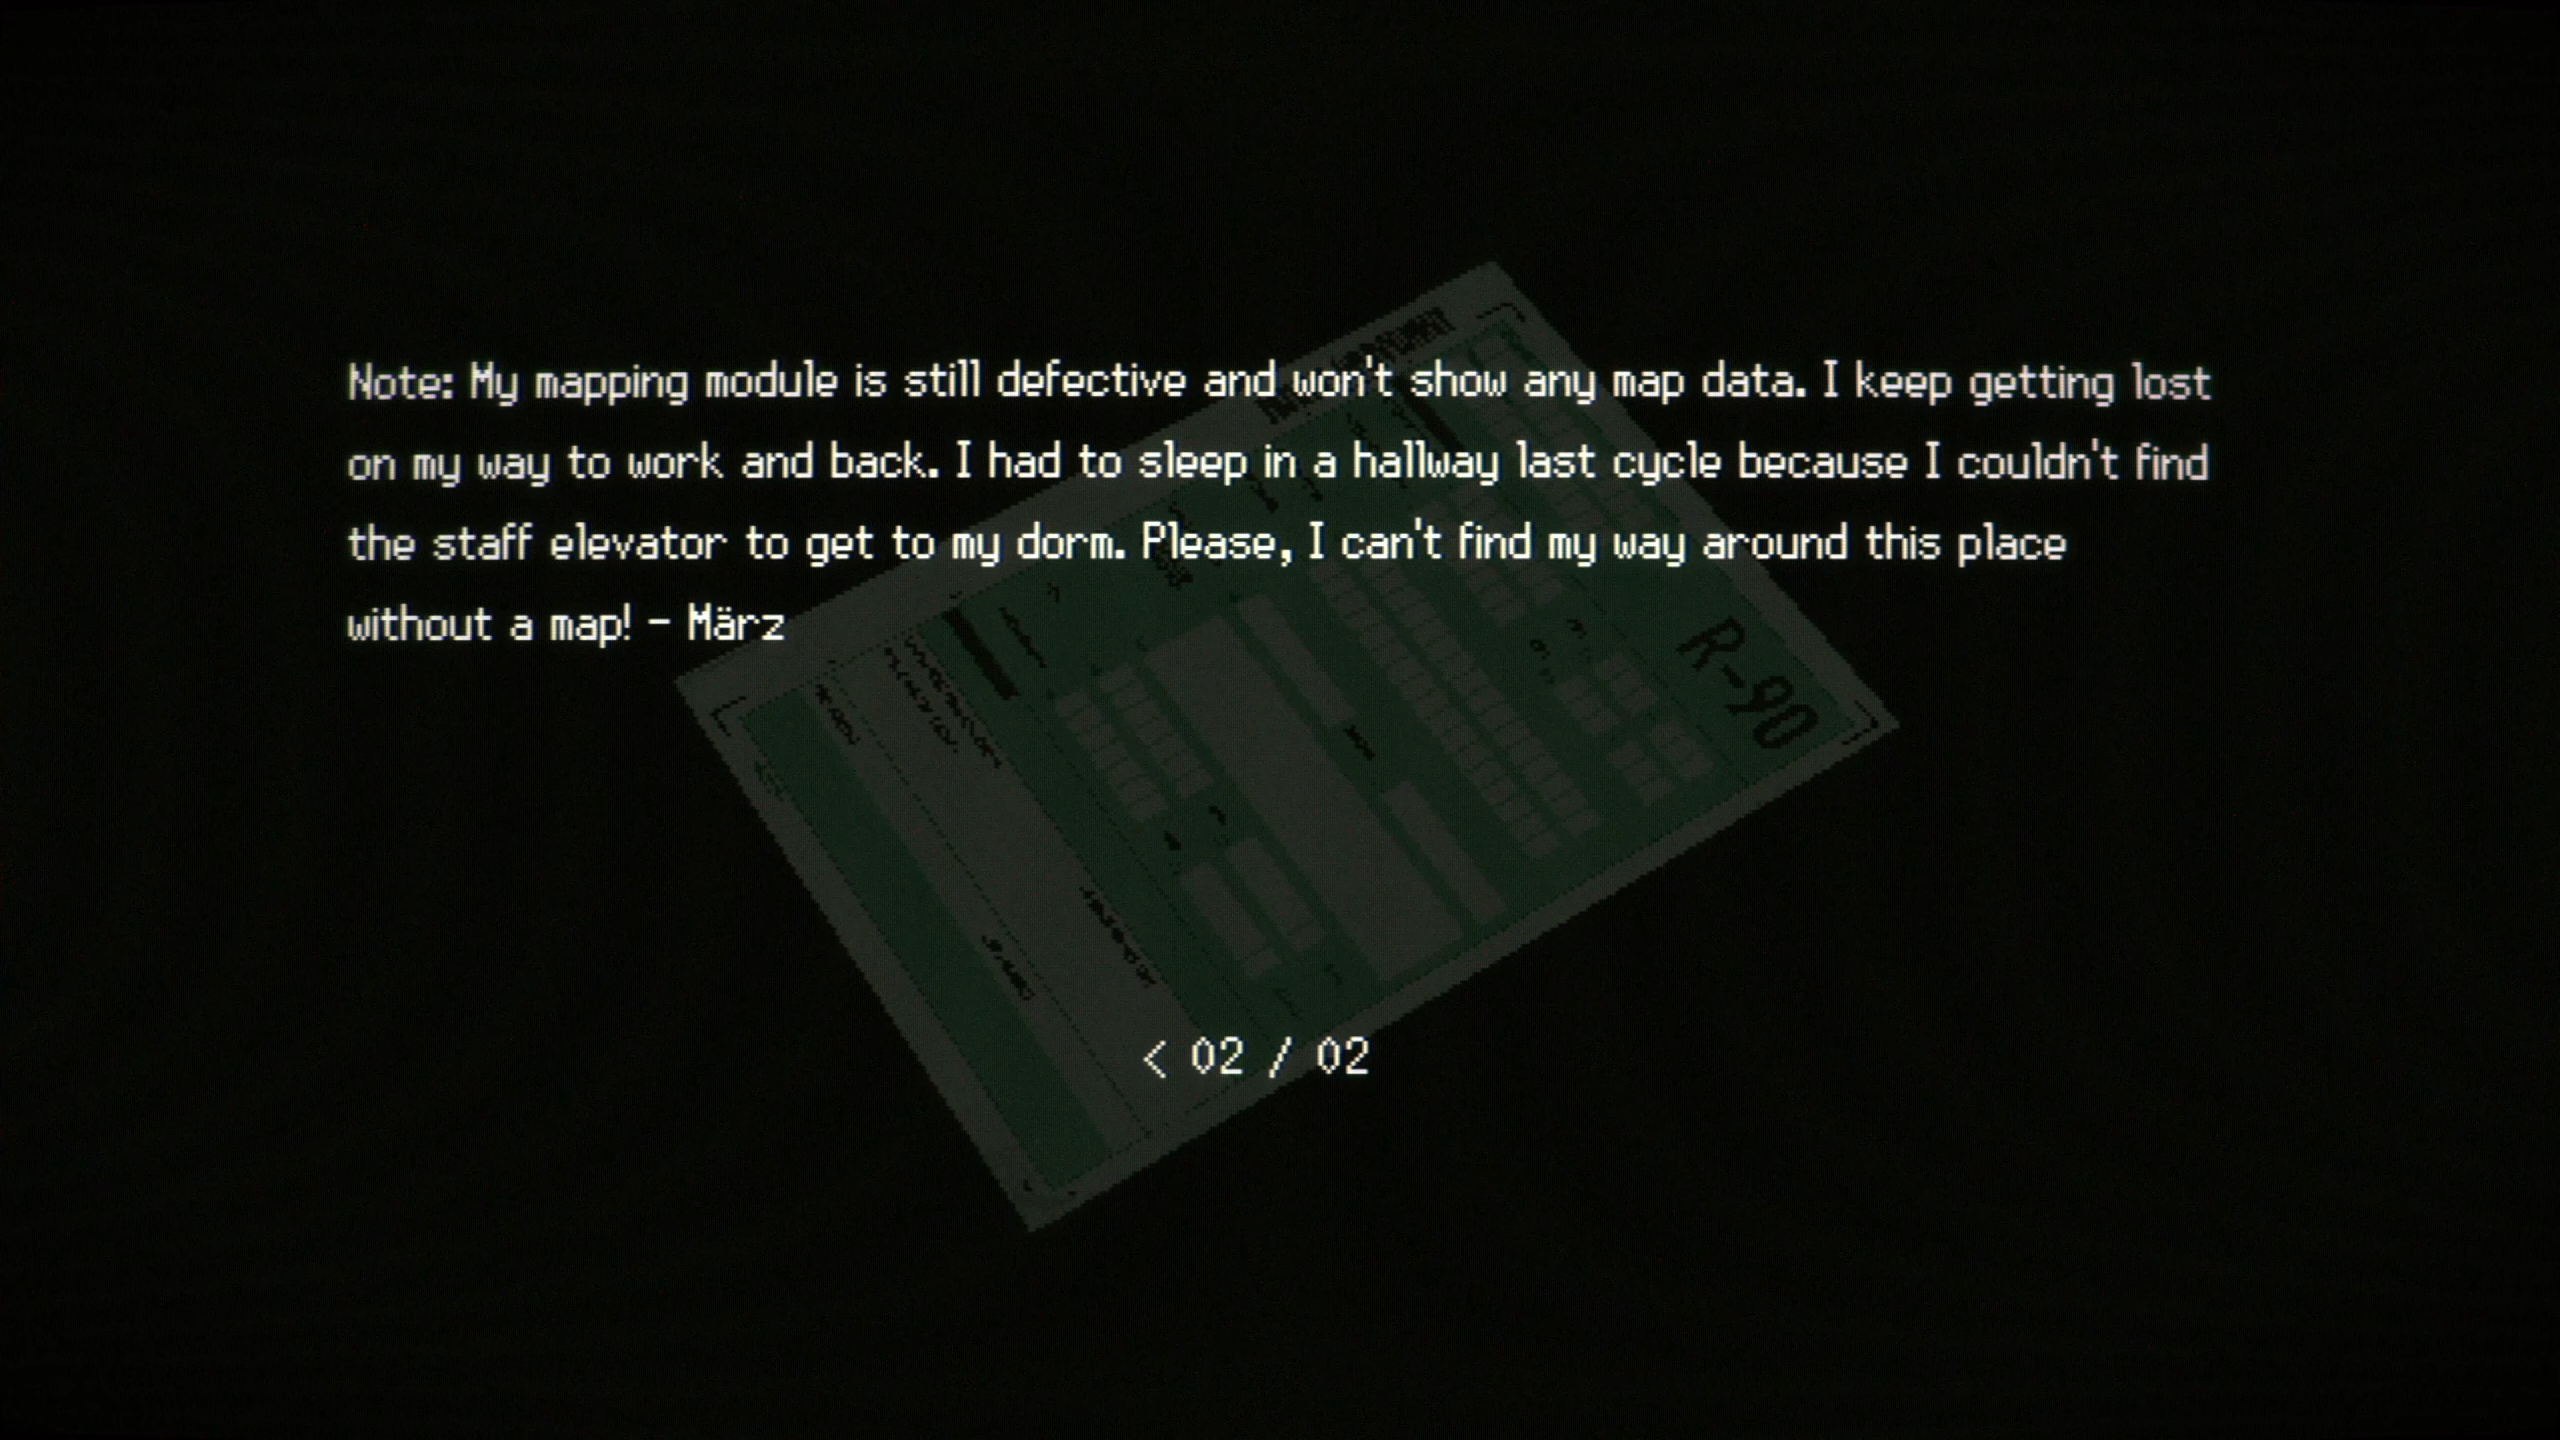 Note: My mapping module is still defective and won't show any map data. I keep getting lost
on my way to work and back. I had to sleep in a hallway last cycle because I couldn't find
the staff elevator to get to my dorm. Please, I can't find my way around this place
without a map! - März
R-90
< 02 / 02